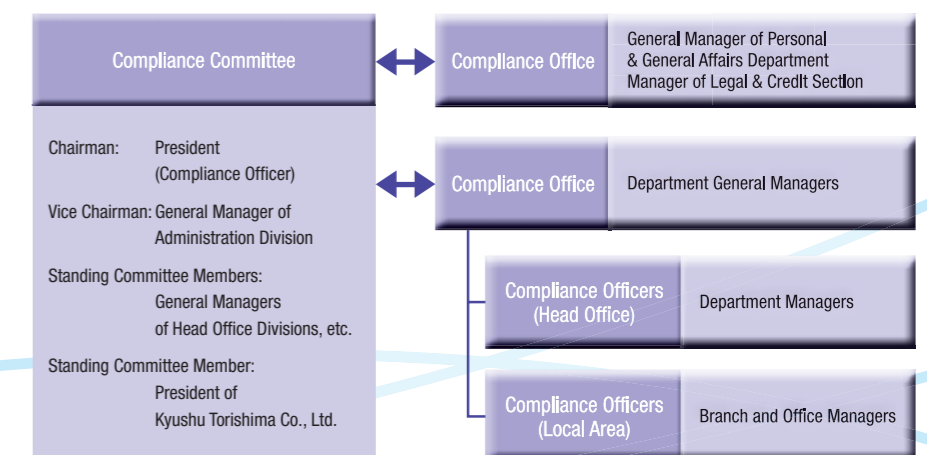 Compliance Committee
Chairman: President
(Compliance Officer)
Vice Chairman: General Manager of
Administration Division
Standing Committee Members:
General Managers
of Head Office Divisions, etc.
Standing Committee Member:
President of
Kyushu Torishima Co., Ltd.
Compliance Office
General Manager of Personal
& General Affairs Department
Manager of Legal & Credit Section
Compliance Office
Department General Managers
Compliance Officers
(Head Office)
Department Managers
Compliance Officers
(Local Area)
Branch and Office Managers